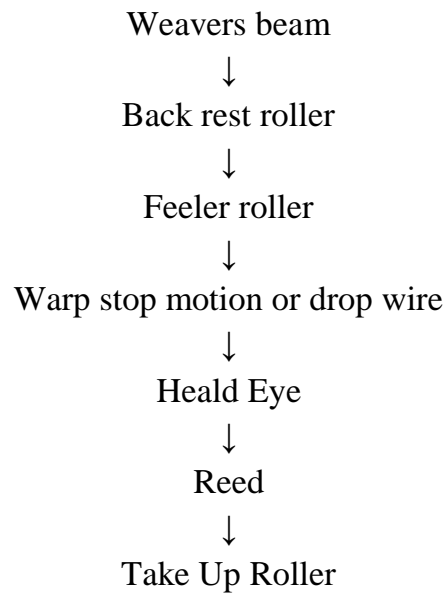 Weavers beam
↓
Back rest roller
↓
Feeler roller
↓
Warp stop motion or drop wire
↓
Heald Eye
↓
Reed
↓
Take Up Roller